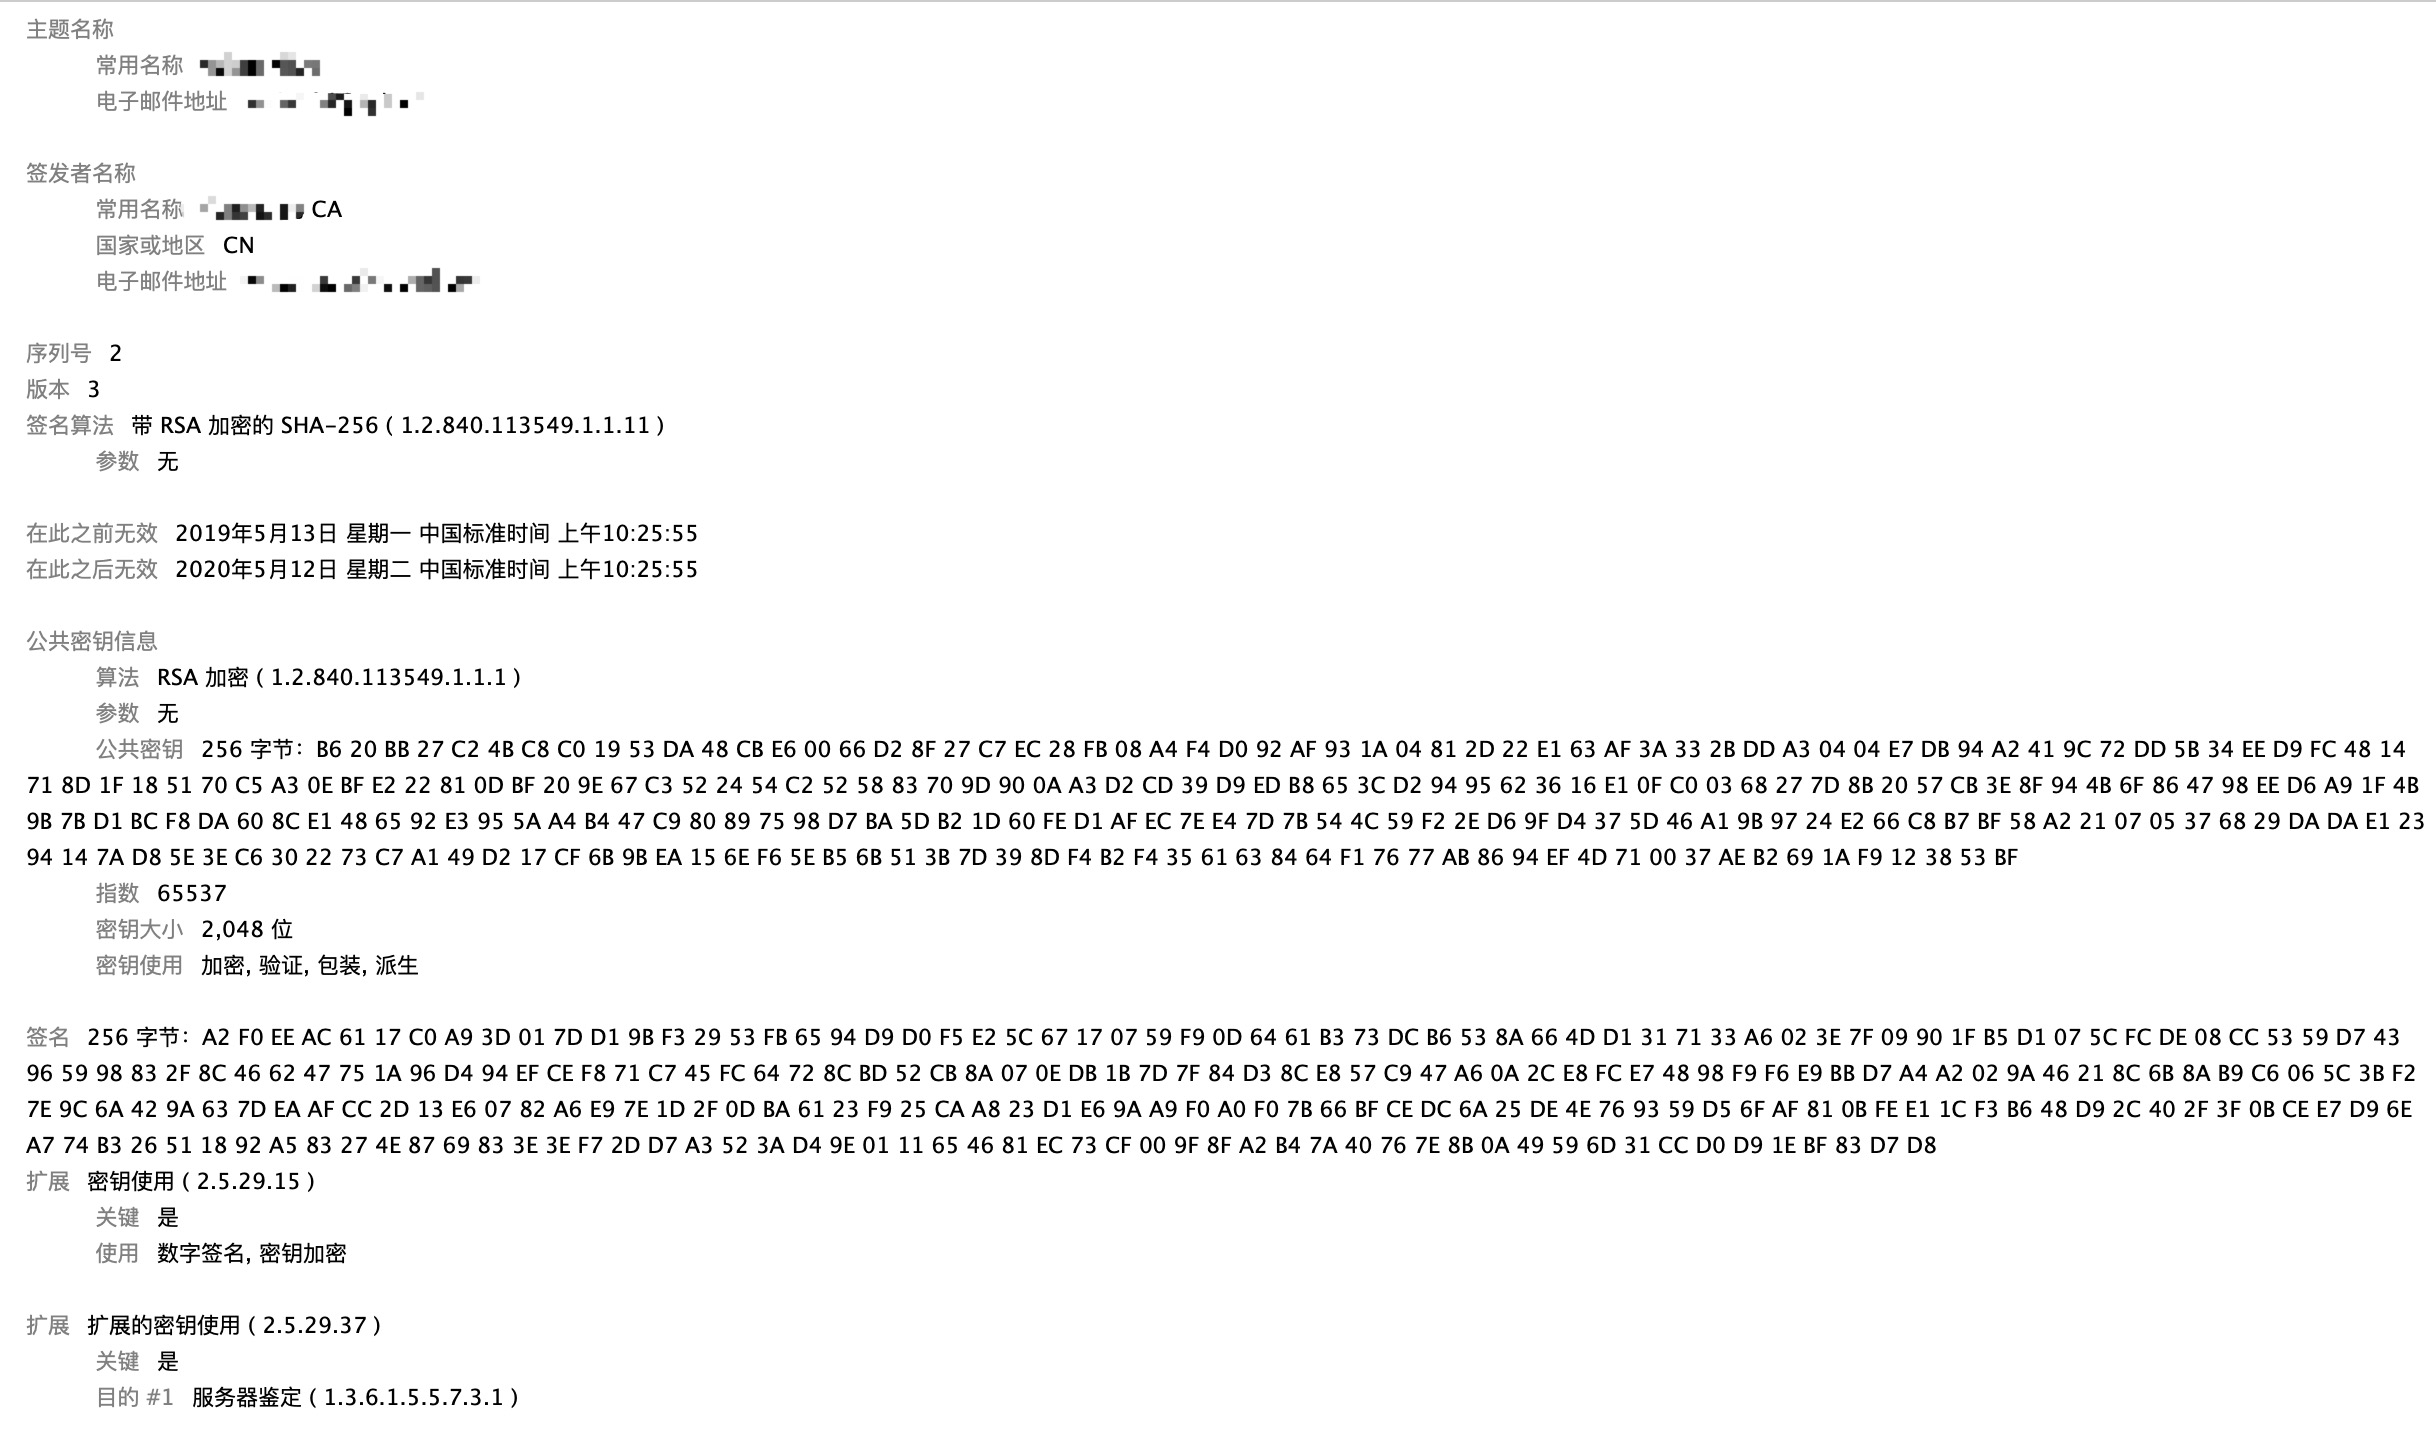 主题名称
常用名称
电子邮件地址
签发者名称
常用名称 CA
国家或地区 CN
电子邮件地址
序列号 2
版本 3
签名算法 带 RSA 加密的 SHA-256 ( 1.2.840.113549.1.1.11 )
参数 无
在此之前无效 2019年5月13日 星期一 中国标准时间 上午10:25:55
在此之后无效 2020年5月12日 星期二 中国标准时间 上午10:25:55
公共密钥信息
算法 RSA 加密 ( 1.2.840.113549.1.1.1 )
参数 无
公共密钥 256 字节：B6 20 BB 27 C2 4B C8 C0 19 53 DA 48 CB E6 00 66 D2 8F 27 C7 EC 28 FB 08 A4 F4 D0 92 AF 93 1A 04 81 2D 22 E1 63 AF 3A 33 2B DD A3 04 04 E7 DB 94 A2 41 9C 72 DD 5B 34 EE D9 FC 48 14
71 8D 1F 18 51 70 C5 A3 0E BF E2 22 81 0D BF 20 9E 67 C3 52 24 54 C2 52 58 83 70 9D 90 0A A3 D2 CD 39 D9 ED B8 65 3C D2 94 95 62 36 16 E1 0F C0 03 68 27 7D 8B 20 57 CB 3E 8F 94 4B 6F 86 47 98 EE D6 A9 1F 4B
9B 7B D1 BC F8 DA 60 8C E1 48 65 92 E3 95 5A A4 B4 47 C9 80 89 75 98 D7 BA 5D B2 1D 60 FE D1 AF EC 7E E4 7D 7B 54 4C 59 F2 2E D6 9F D4 37 5D 46 A1 9B 97 24 E2 66 C8 B7 BF 58 A2 21 07 05 37 68 29 DA DA E1 23
94 14 7A D8 5E 3E C6 30 22 73 C7 A1 49 D2 17 CF 6B 9B EA 15 6E F6 5E B5 6B 51 3B 7D 39 8D F4 B2 F4 35 61 63 84 64 F1 76 77 AB 86 94 EF 4D 71 00 37 AE B2 69 1A F9 12 38 53 BF
指数 65537
密钥大小 2,048 位
密钥使用 加密, 验证, 包装, 派生
签名 256 字节：A2 F0 EE AC 61 17 C0 A9 3D 01 7D D1 9B F3 29 53 FB 65 94 D9 D0 F5 E2 5C 67 17 07 59 F9 0D 64 61 B3 73 DC B6 53 8A 66 4D D1 31 71 33 A6 02 3E 7F 09 90 1F B5 D1 07 5C FC DE 08 CC 53 59 D7 43
96 59 98 83 2F 8C 46 62 47 75 1A 96 D4 94 EF CE F8 71 C7 45 FC 64 72 8C BD 52 CB 8A 07 0E DB 1B 7D 7F 84 D3 8C E8 57 C9 47 A6 0A 2C E8 FC E7 48 98 F9 F6 E9 BB D7 A4 A2 02 9A 46 21 8C 6B 8A B9 C6 06 5C 3B F2
7E 9C 6A 42 9A 63 7D EA AF CC 2D 13 E6 07 82 A6 E9 7E 1D 2F 0D BA 61 23 F9 25 CA A8 23 D1 E6 9A A9 F0 A0 F0 7B 66 BF CE DC 6A 25 DE 4E 76 93 59 D5 6F AF 81 0B FE E1 1C F3 B6 48 D9 2C 40 2F 3F 0B CE E7 D9 6E
A7 74 B3 26 51 18 92 A5 83 27 4E 87 69 83 3E 3E F7 2D D7 A3 52 3A D4 9E 01 11 65 46 81 EC 73 CF 00 9F 8F A2 B4 7A 40 76 7E 8B 0A 49 59 6D 31 CC D0 D9 1E BF 83 D7 D8
扩展 密钥使用 ( 2.5.29.15 )
关键 是
使用 数字签名, 密钥加密
扩展 扩展的密钥使用 ( 2.5.29.37 )
关键 是
目的 #1 服务器鉴定 ( 1.3.6.1.5.5.7.3.1 )